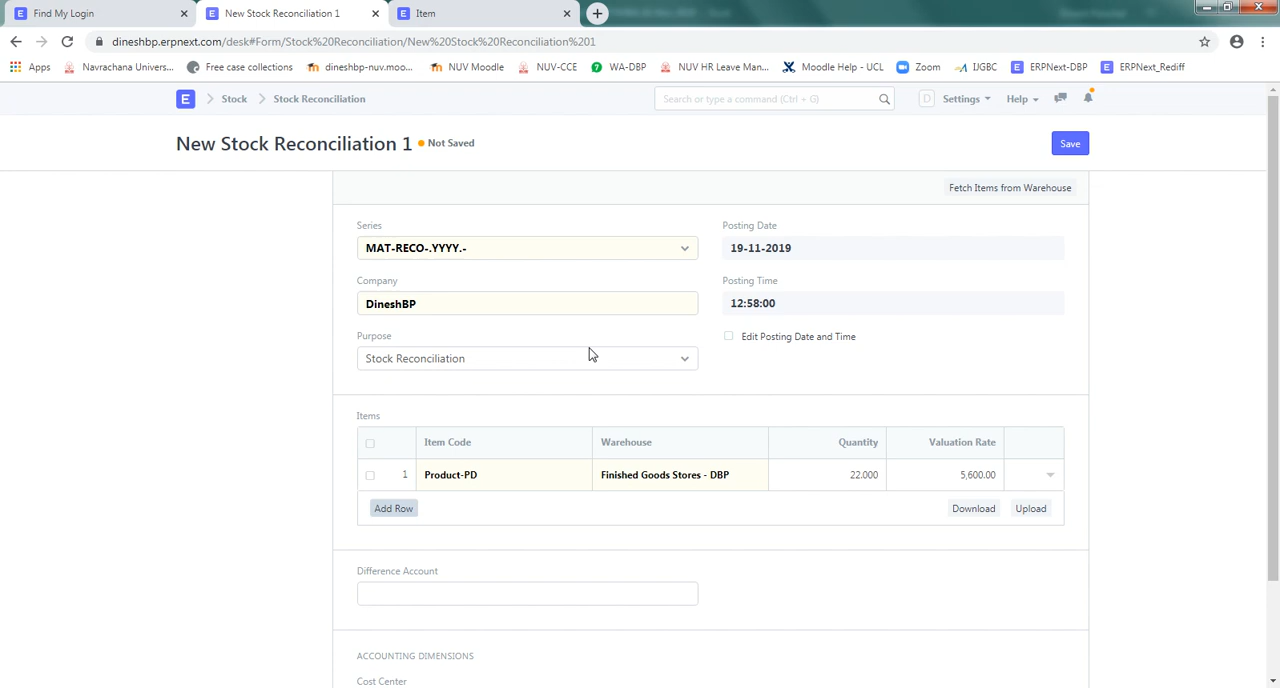 Find My Login
New Stock Reconciliation 1
Item
dineshbp.erpnext.com/desk#Form/Stock%20Reconciliation/New%20Stock%20Reconciliation%201
Apps
Navrachana Univers...
Free case collections
dineshbp-nuv.moo...
NUV Moodle
NUV-CCE
WA-DBP
NUV HR Leave Man...
Moodle Help - UCL
Zoom
IJGBC
ERPNext-DBP
ERPNext_Rediff
E
Stock
Stock Reconciliation
Search or type a command (Ctrl + G)
D
Settings
Help
New Stock Reconciliation 1
Not Saved
Save
Fetch Items from Warehouse
Series
Posting Date
MAT-RECO-.YYYY.-
19-11-2019
Company
Posting Time
DineshBP
12:58:00
Purpose
Edit Posting Date and Time
Stock Reconciliation
Items
Item Code Warehouse Quantity Valuation Rate
1 Product-PD Finished Goods Stores - DBP 22.000 5,600.00
Add Row
Download
Upload
Difference Account
ACCOUNTING DIMENSIONS
Cost Center